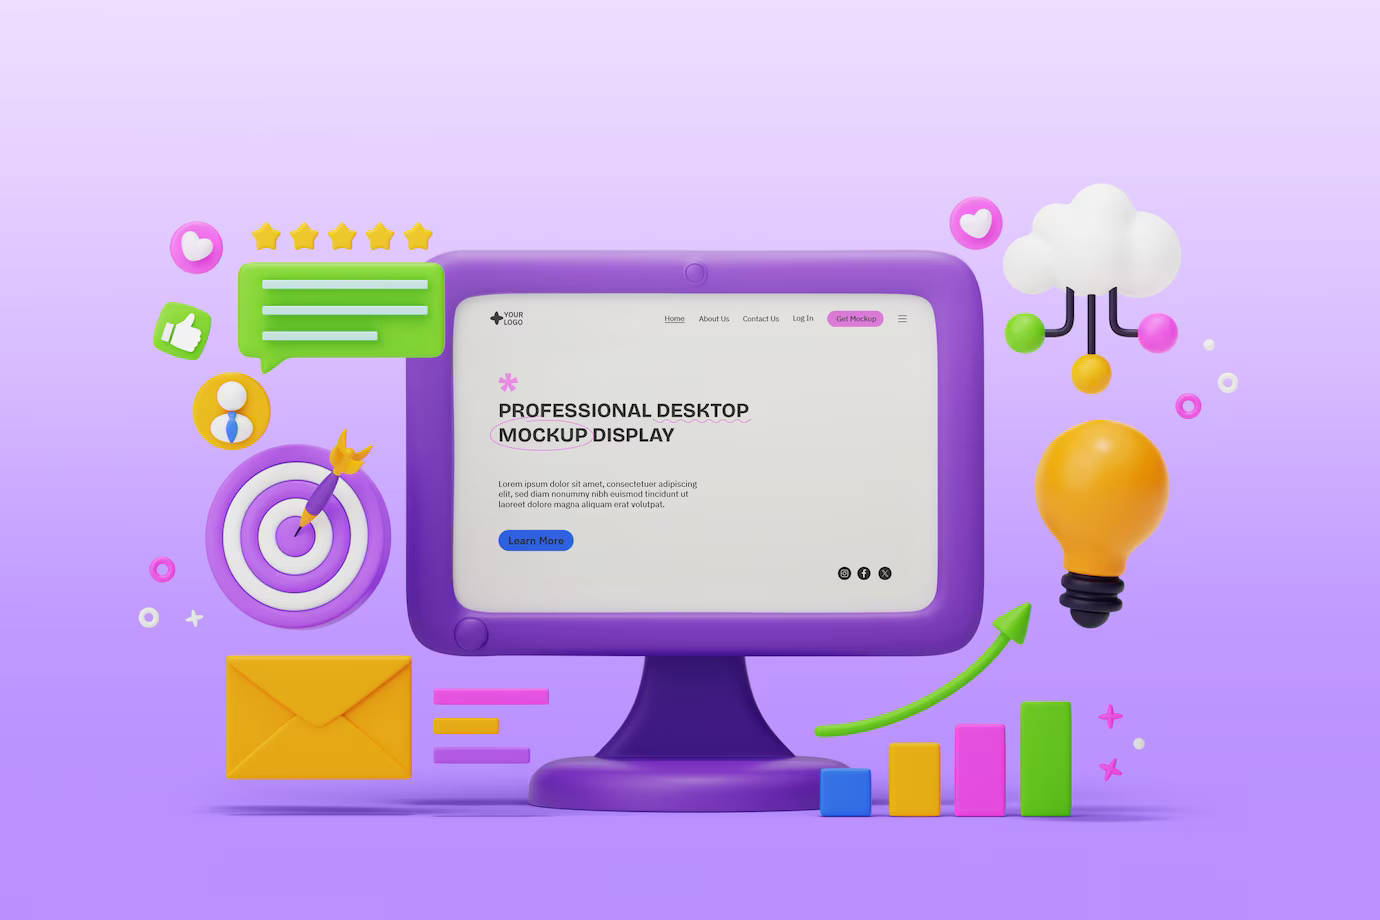 YOUR
LOGO
Home About Us Contact Us Log In Get Mockup
PROFESSIONAL DESKTOP
MOCKUP DISPLAY
Lorem ipsum dolor sit amet, consectetuer adipiscing
elit, sed diam nonummy nibh euismod tincidunt ut
laoreet dolore magna aliquam erat volutpat.
Learn More